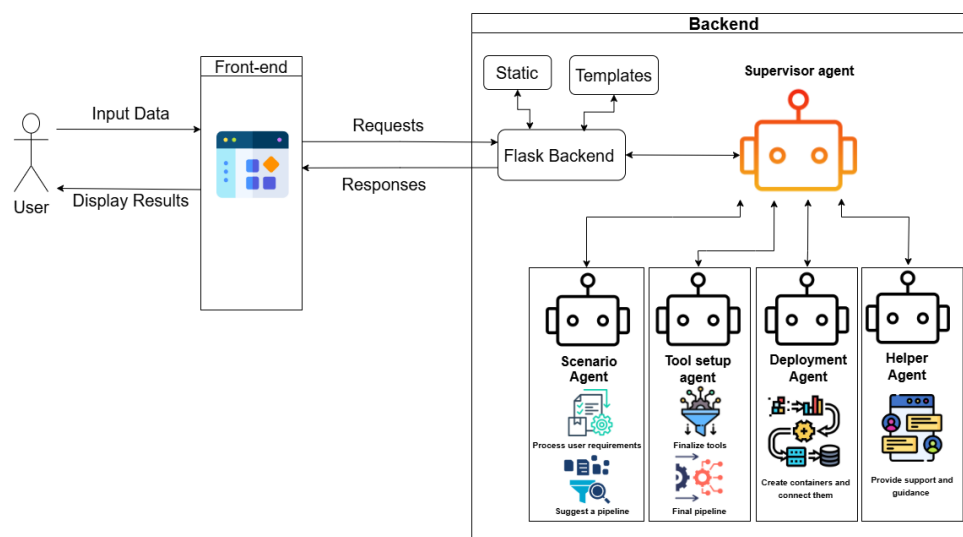 Backend
Front-end
Static
Templates
Supervisor agent
Input Data
Requests
Flask Backend
Responses
Display Results
User
Scenario
Agent
Process user requirements
Suggest a pipeline
Tool setup
agent
Finalize tools
Final pipeline
Deployment
Agent
Create containers and
connect them
Helper
Agent
Provide support and
guidance